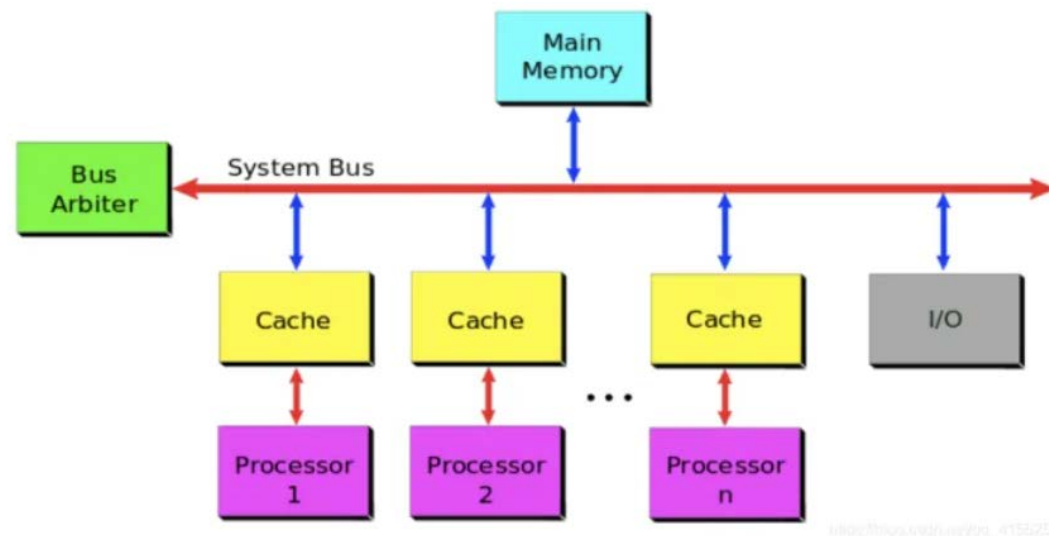 Main
Memory
System Bus
Bus
Arbiter
Cache
Cache
Cache
I/O
...
Processor
1
Processor
2
Processor
n